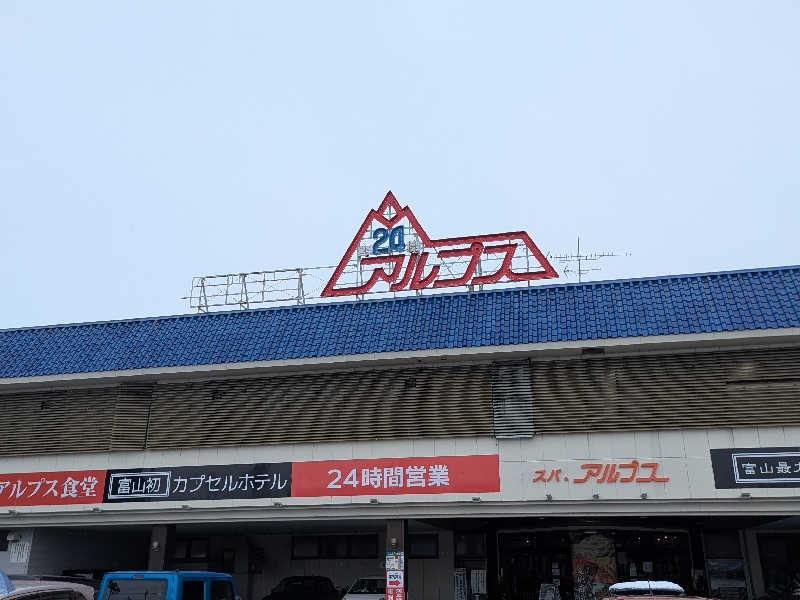 24
アルプス
アルプス食堂
富山初 カプセルホテル
24時間営業
スパ・アルプス
富山最大